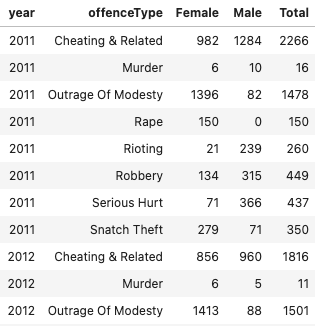 year offenceType Female Male Total
2011 Cheating & Related 982 1284 2266
2011 Murder 6 10 16
2011 Outrage Of Modesty 1396 82 1478
2011 Rape 150 0 150
2011 Rioting 21 239 260
2011 Robbery 134 315 449
2011 Serious Hurt 71 366 437
2011 Snatch Theft 279 71 350
2012 Cheating & Related 856 960 1816
2012 Murder 6 5 11
2012 Outrage Of Modesty 1413 88 1501